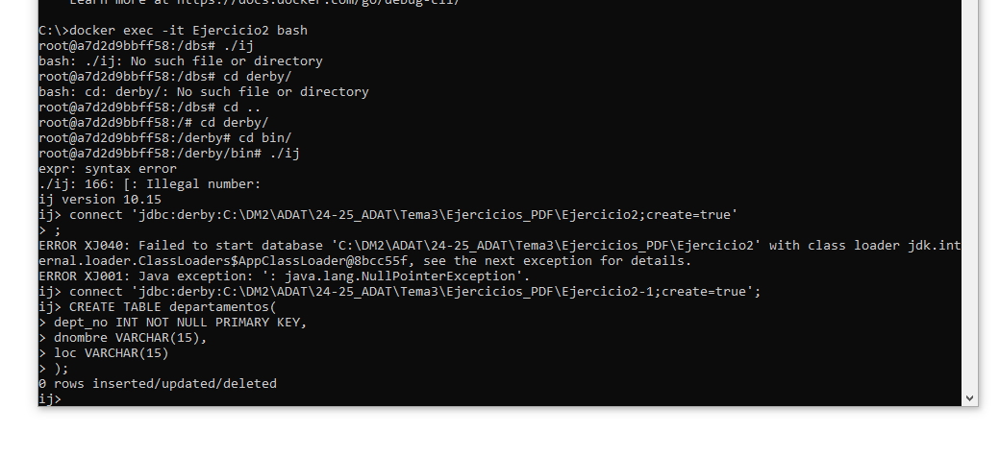 Learn more at https://docs.docker.com/go/debug-cli/
C:\>docker exec -it Ejercicio2 bash
root@a7d2d9bbff58:/dbs# ./ij
bash: ./ij: No such file or directory
root@a7d2d9bbff58:/dbs# cd derby/
bash: cd: derby/: No such file or directory
root@a7d2d9bbff58:/dbs# cd ..
root@a7d2d9bbff58:/# cd derby/
root@a7d2d9bbff58:/derby# cd bin/
root@a7d2d9bbff58:/derby/bin# ./ij
expr: syntax error
./ij: 166: [: Illegal number:
ij version 10.15
ij> connect 'jdbc:derby:C:\DM2\ADAT\24-25_ADAT\Tema3\Ejercicios_PDF\Ejercicio2;create=true'
> ;
ERROR XJ040: Failed to start database 'C:\DM2\ADAT\24-25_ADAT\Tema3\Ejercicios_PDF\Ejercicio2' with class loader jdk.int
ernal.loader.ClassLoaders$AppClassLoader@8bcc55f, see the next exception for details.
ERROR XJ001: Java exception: ': java.lang.NullPointerException'.
ij> connect 'jdbc:derby:C:\DM2\ADAT\24-25_ADAT\Tema3\Ejercicios_PDF\Ejercicio2-1;create=true';
ij> CREATE TABLE departamentos(
> dept_no INT NOT NULL PRIMARY KEY,
> dnombre VARCHAR(15),
> loc VARCHAR(15)
> );
0 rows inserted/updated/deleted
ij>